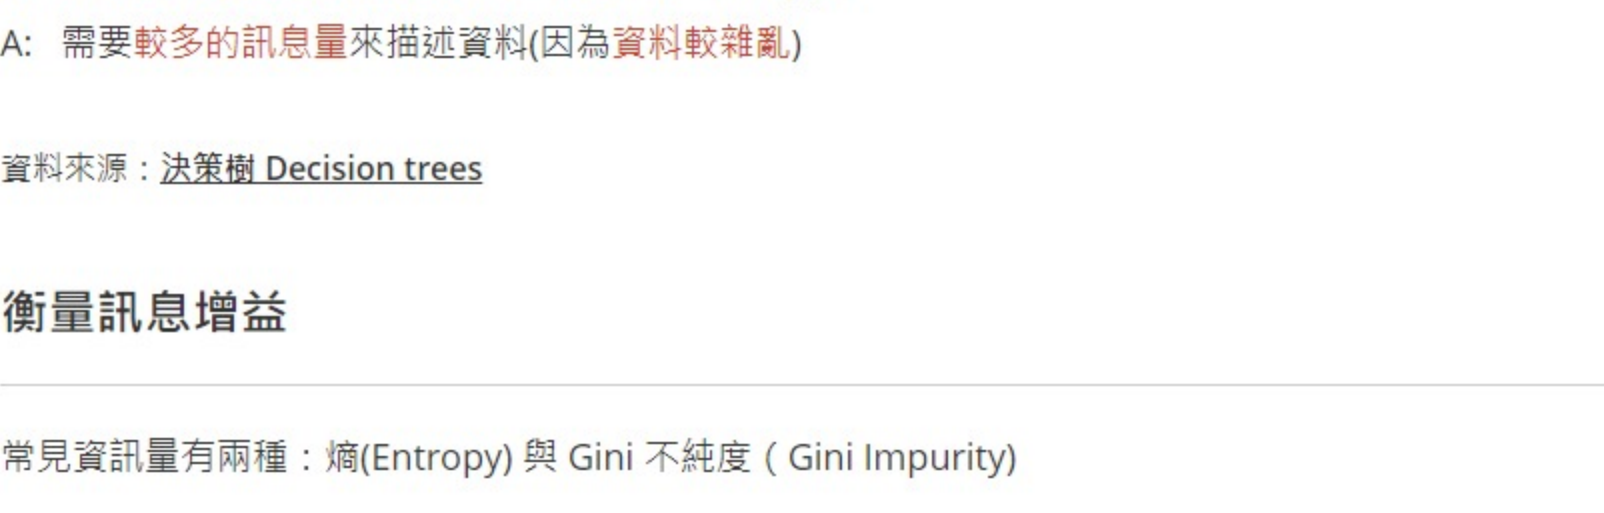 A: 需要較多的訊息量來描述資料(因為資料較雜亂)
資料來源：決策樹 Decision trees
衡量訊息增益
常見資訊量有兩種：熵(Entropy) 與 Gini 不純度（ Gini Impurity)